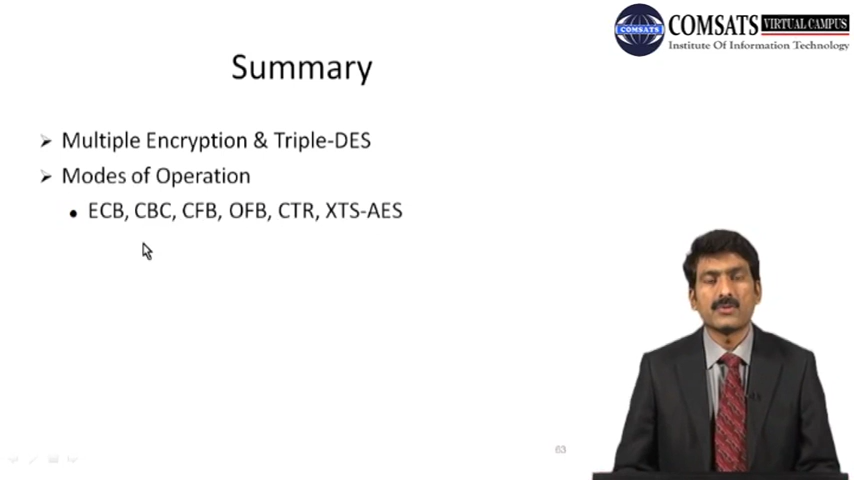 COMSATS VIRTUAL CAMPUS
Institute Of Information Technology
COMSATS
Summary
Multiple Encryption & Triple-DES
Modes of Operation
ECB, CBC, CFB, OFB, CTR, XTS-AES
63